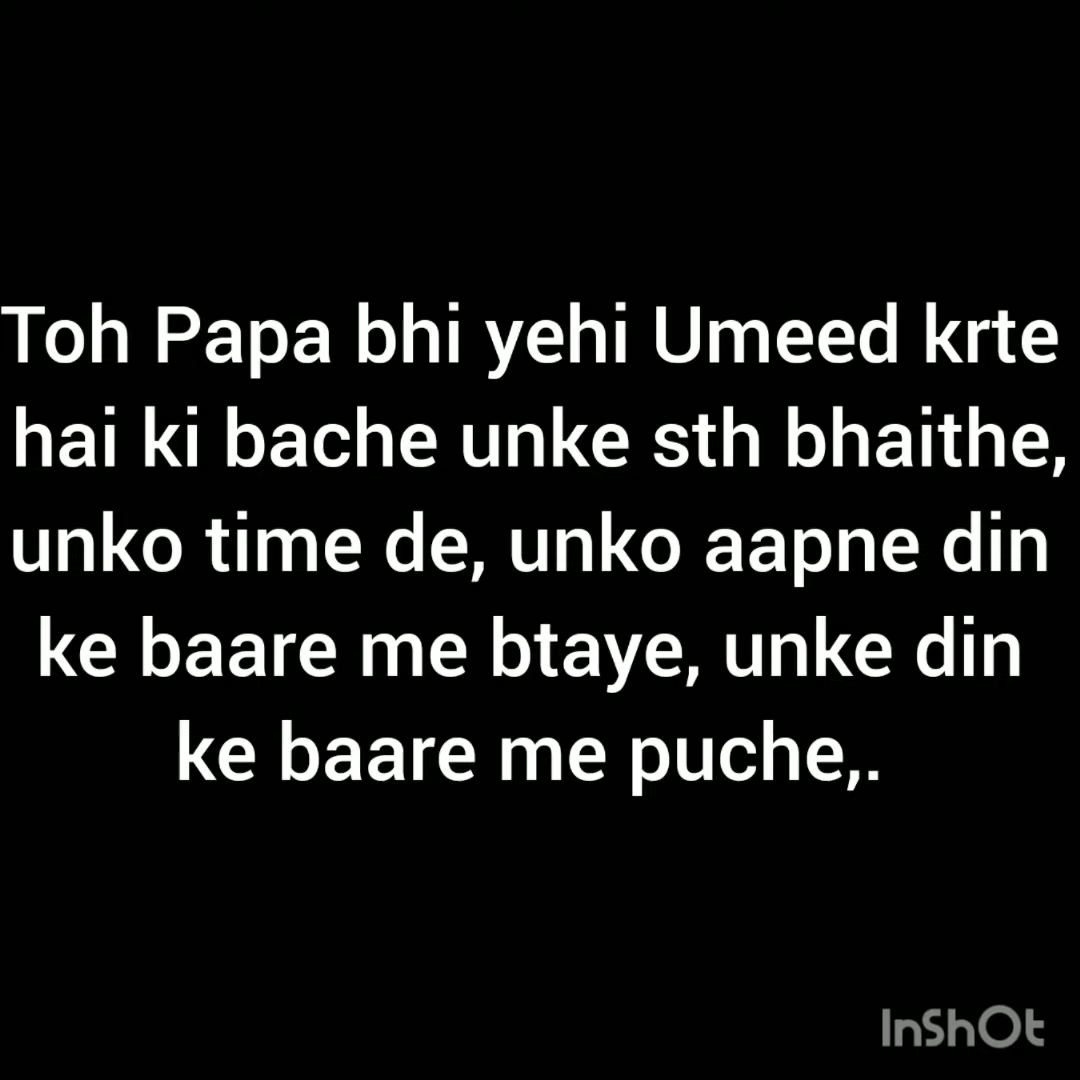 Toh Papa bhi yehi Umeed krte
hai ki bache unke sth bhaithe,
unko time de, unko aapne din
ke baare me btaye, unke din
ke baare me puche,.
InShOt